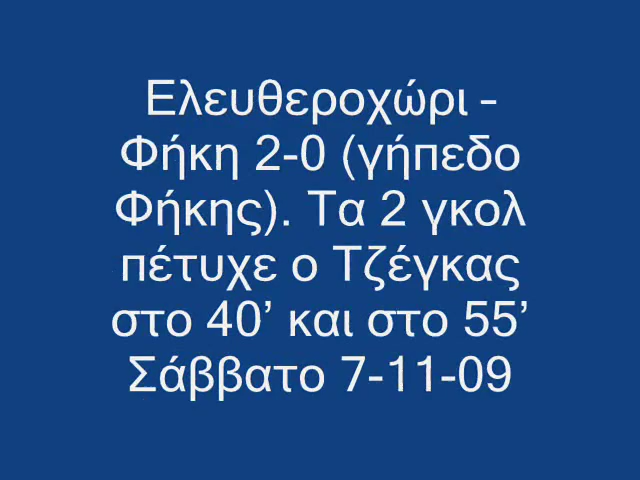 Ελευθεροχώρι –
Φήκη 2-0 (γήπεδο
Φήκης). Τα 2 γκολ
πέτυχε ο Τζέγκας
στο 40’ και στο 55’
Σάββατο 7-11-09